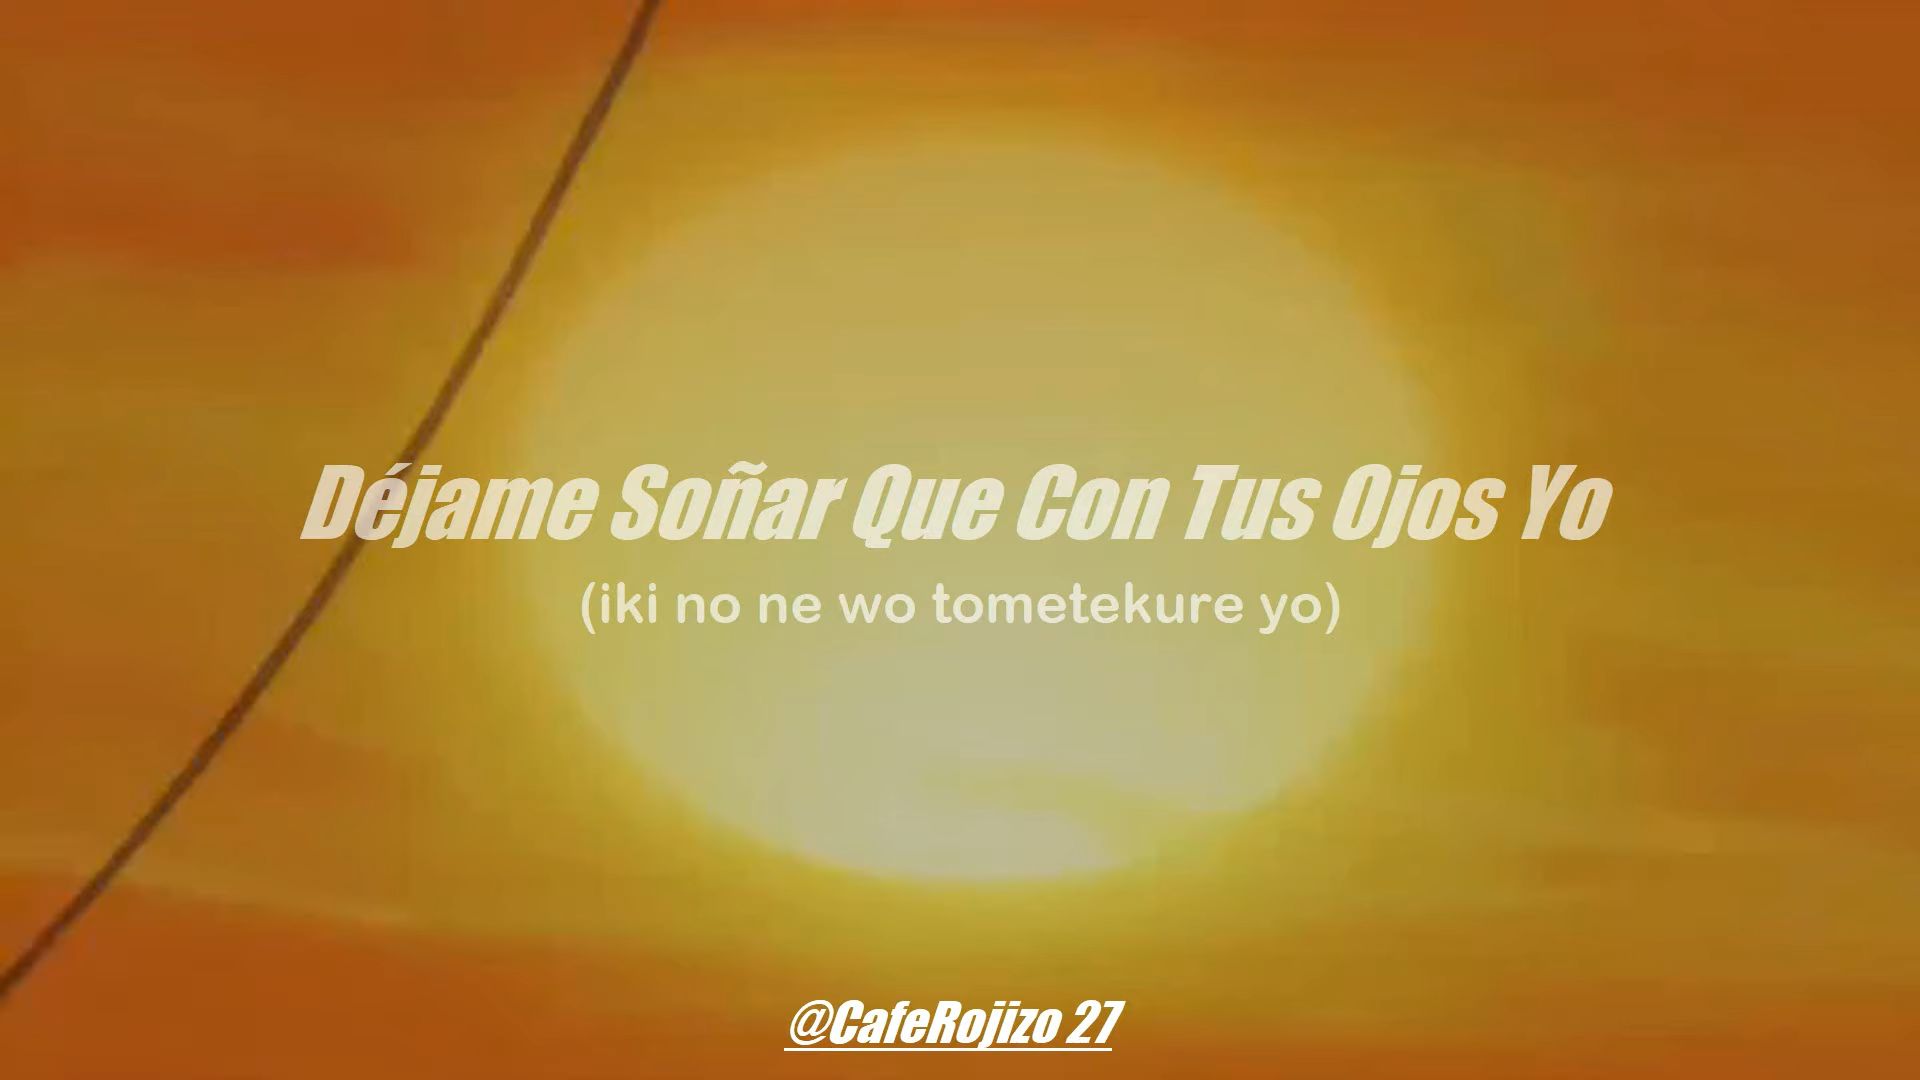 Déjame Soñar Que Con Tus Ojos Yo
(iki no ne wo tometekure yo)
@CafeRojizo 27